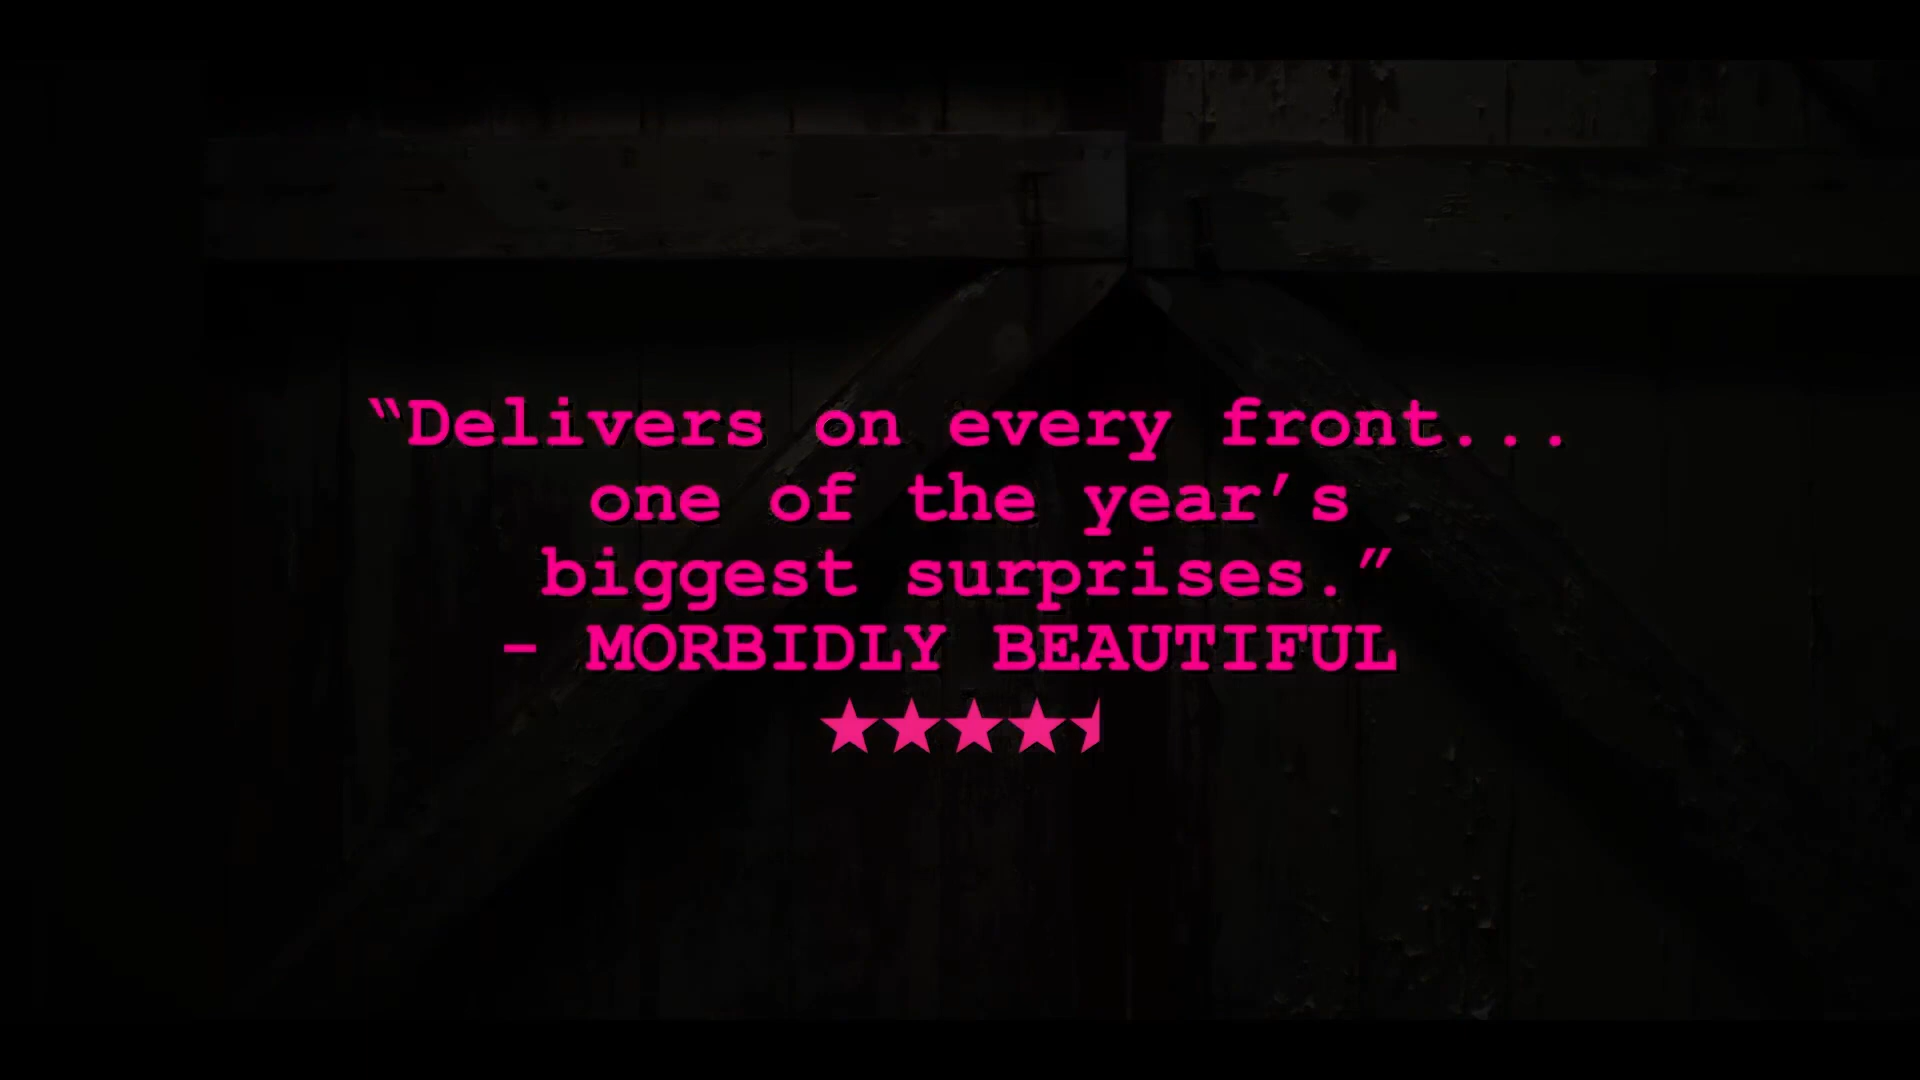 “Delivers on every front...
one of the year’s
biggest surprises.”
- MORBIDLY BEAUTIFUL